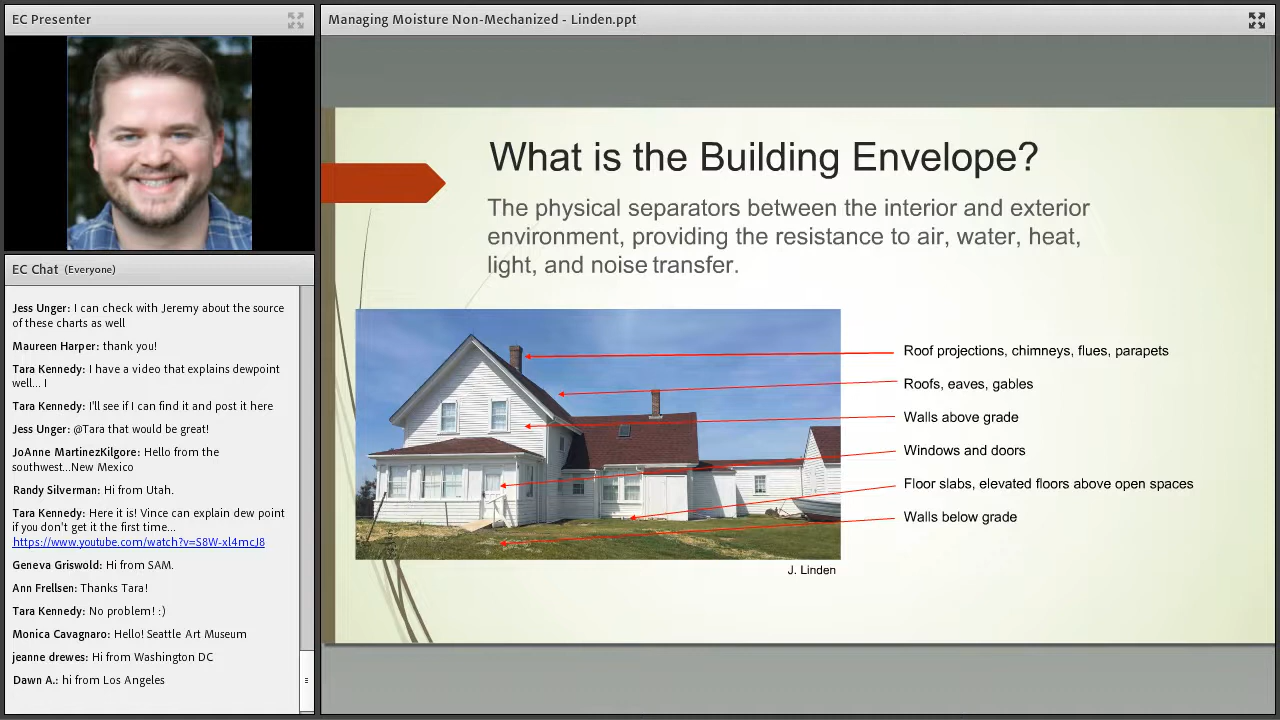 EC Presenter
EC Chat (Everyone)
Jess Unger: I can check with Jeremy about the source
of these charts as well
Maureen Harper: thank you!
Tara Kennedy: I have a video that explains dewpoint
well... I
Tara Kennedy: I'll see if I can find it and post it here
Jess Unger: @Tara that would be great!
JoAnne MartinezKilgore: Hello from the
southwest...New Mexico
Randy Silverman: Hi from Utah.
Tara Kennedy: Here it is! Vince can explain dew point
if you don't get it the first time...
https://www.youtube.com/watch?v=S8W-xl4mcJ8
Geneva Griswold: Hi from SAM.
Ann Frellsen: Thanks Tara!
Tara Kennedy: No problem! :)
Monica Cavagnaro: Hello! Seattle Art Museum
jeanne drewes: Hi from Washington DC
Dawn A.: hi from Los Angeles
Managing Moisture Non-Mechanized - Linden.ppt
What is the Building Envelope?
The physical separators between the interior and exterior
environment, providing the resistance to air, water, heat,
light, and noise transfer.
Roof projections, chimneys, flues, parapets
Roofs, eaves, gables
Walls above grade
Windows and doors
Floor slabs, elevated floors above open spaces
Walls below grade
J. Linden